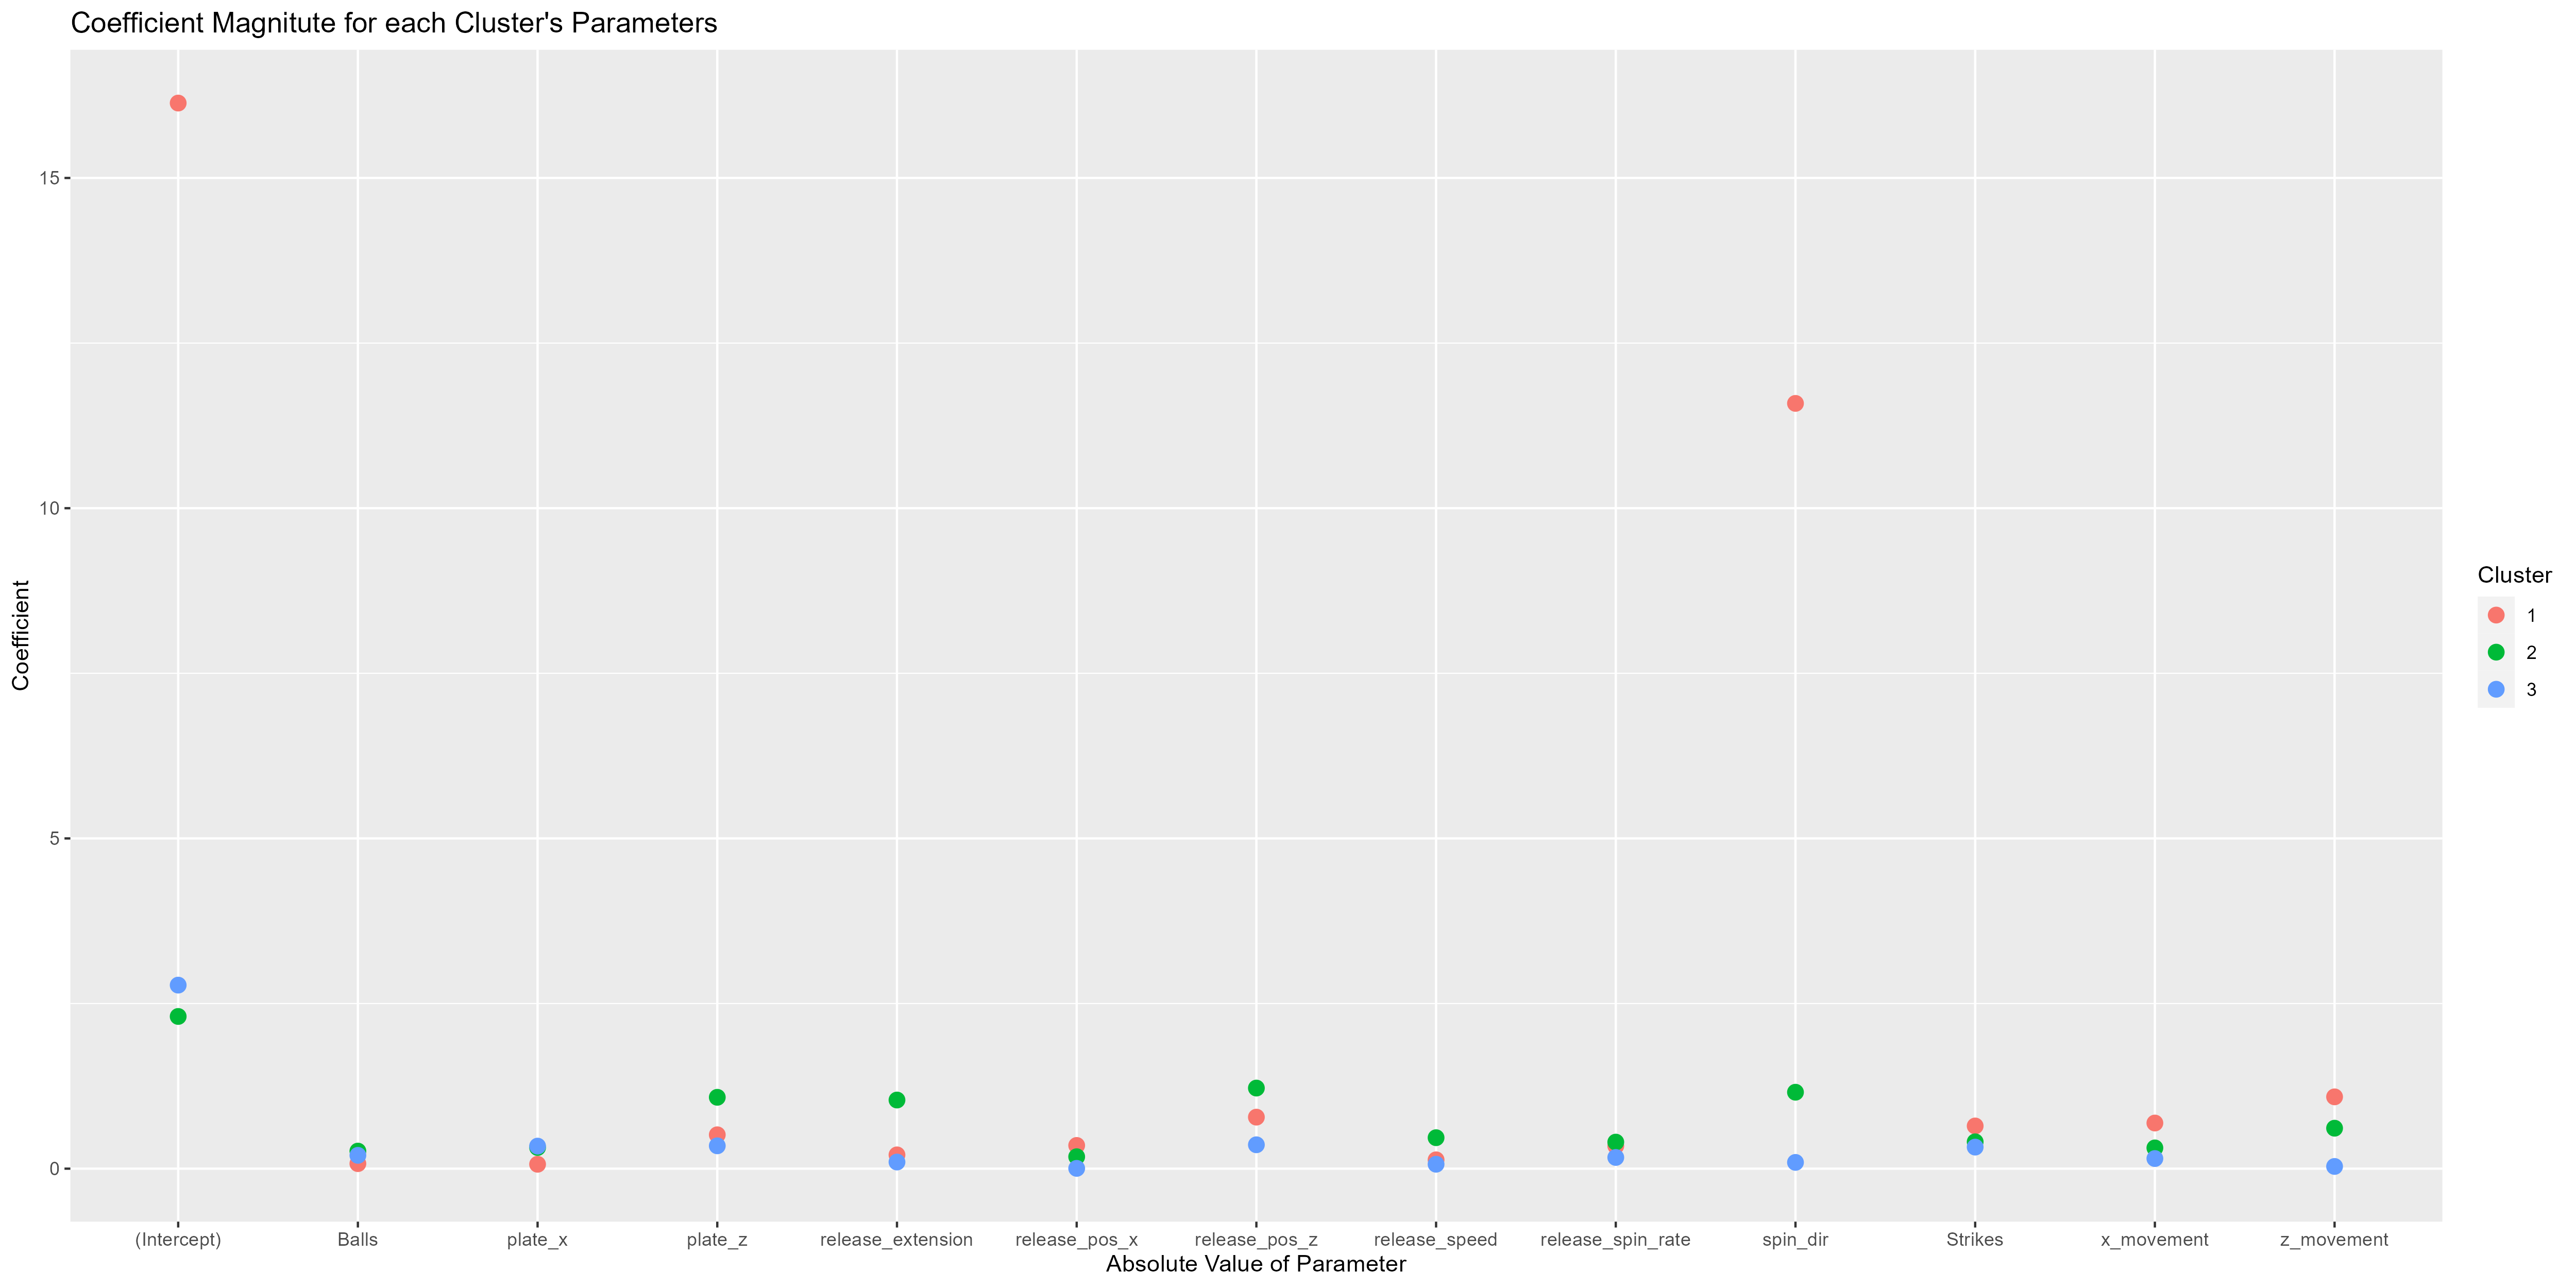 Coefficient Magnitute for each Cluster's Parameters
15
10
5
0
Coefficient
(Intercept) Balls plate_x plate_z release_extension release_pos_x release_pos_z release_speed release_spin_rate spin_dir Strikes x_movement z_movement
Absolute Value of Parameter
Cluster
1
2
3